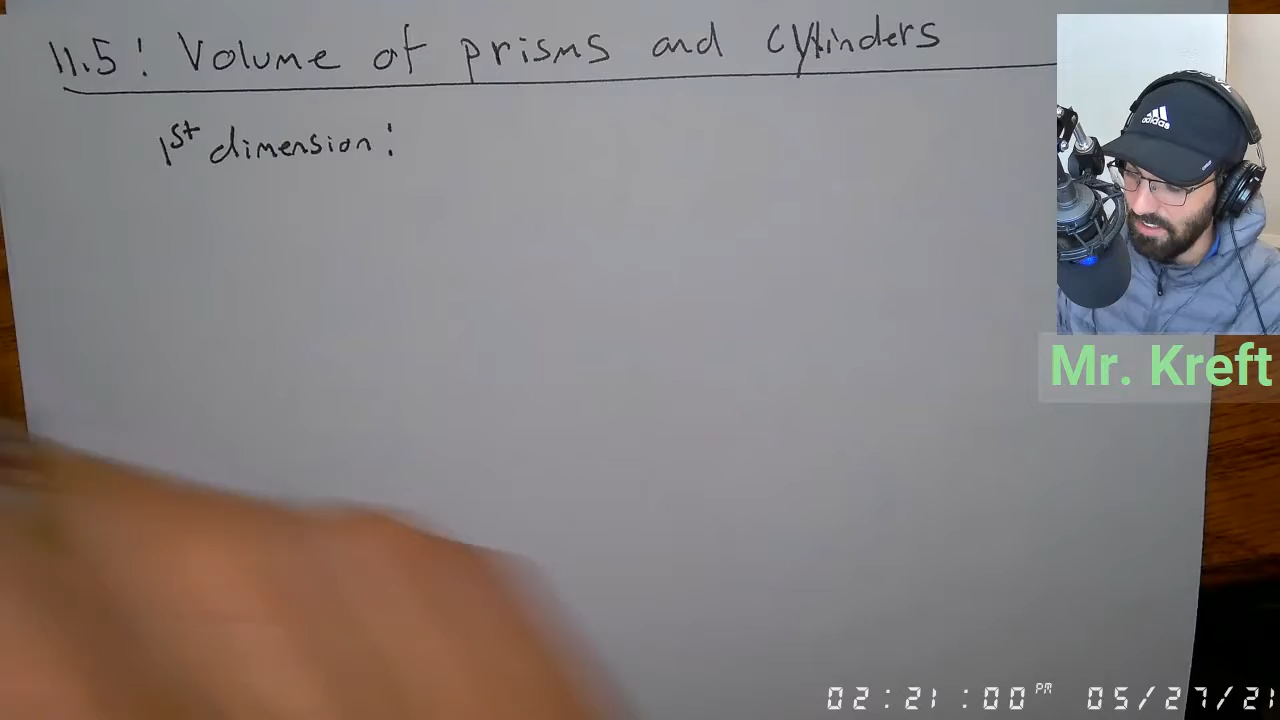 11.5: Volume of prisms and cylinders
1st dimension:
adidas
Mr. Kreft
02:21:00 PM 05/27/21